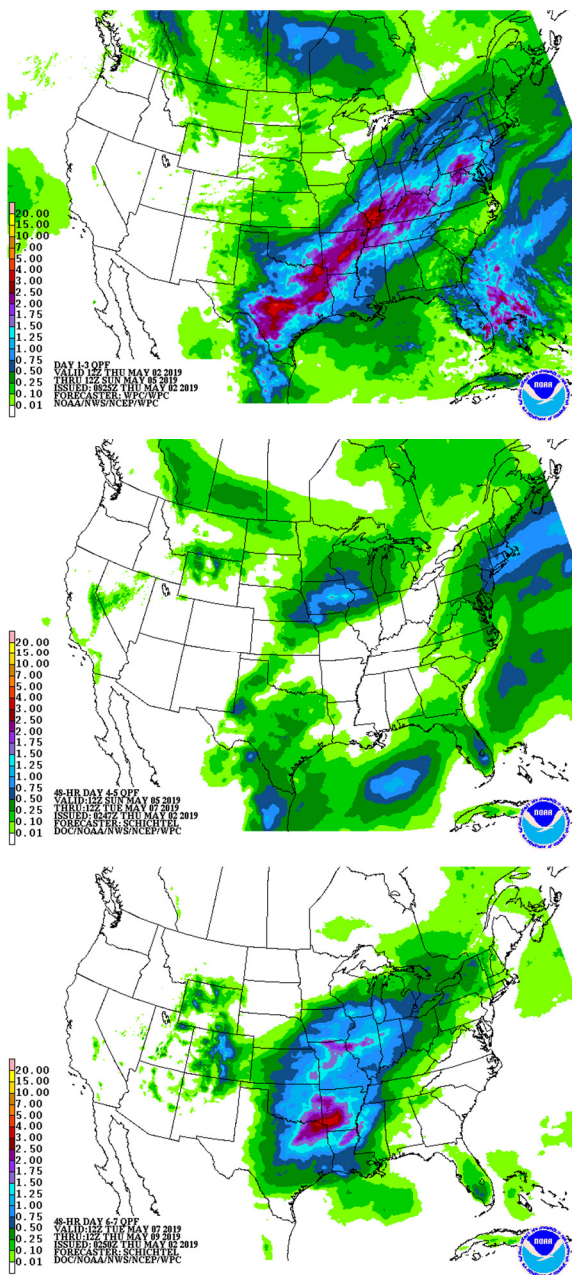 20.00
15.00
10.00
7.00
5.00
4.00
3.00
2.50
2.00
1.75
1.50
1.25
1.00
0.75
0.50
0.25
0.10
0.01
DAY 1-3 QPF
VALID 12Z THU MAY 02 2019
THRU 12Z SUN MAY 05 2019
ISSUED: 0825Z THU MAY 02 2019
FORECASTER: WPC/WPC
NOAA/NWS/NCEP/WPC
NOAA
20.00
15.00
10.00
7.00
5.00
4.00
3.00
2.50
2.00
1.75
1.50
1.25
1.00
0.75
0.50
0.25
0.10
0.01
48-HR DAY 4-5 QPF
VALID:12Z SUN MAY 05 2019
THRU:12Z TUE MAY 07 2019
ISSUED: 0247Z THU MAY 02 2019
FORECASTER: SCHICHTEL
DOC/NOAA/NWS/NCEP/WPC
NOAA
20.00
15.00
10.00
7.00
5.00
4.00
3.00
2.50
2.00
1.75
1.50
1.25
1.00
0.75
0.50
0.25
0.10
0.01
48-HR DAY 6-7 QPF
VALID:12Z TUE MAY 07 2019
THRU:12Z THU MAY 09 2019
ISSUED: 0250Z THU MAY 02 2019
FORECASTER: SCHICHTEL
DOC/NOAA/NWS/NCEP/WPC
NOAA